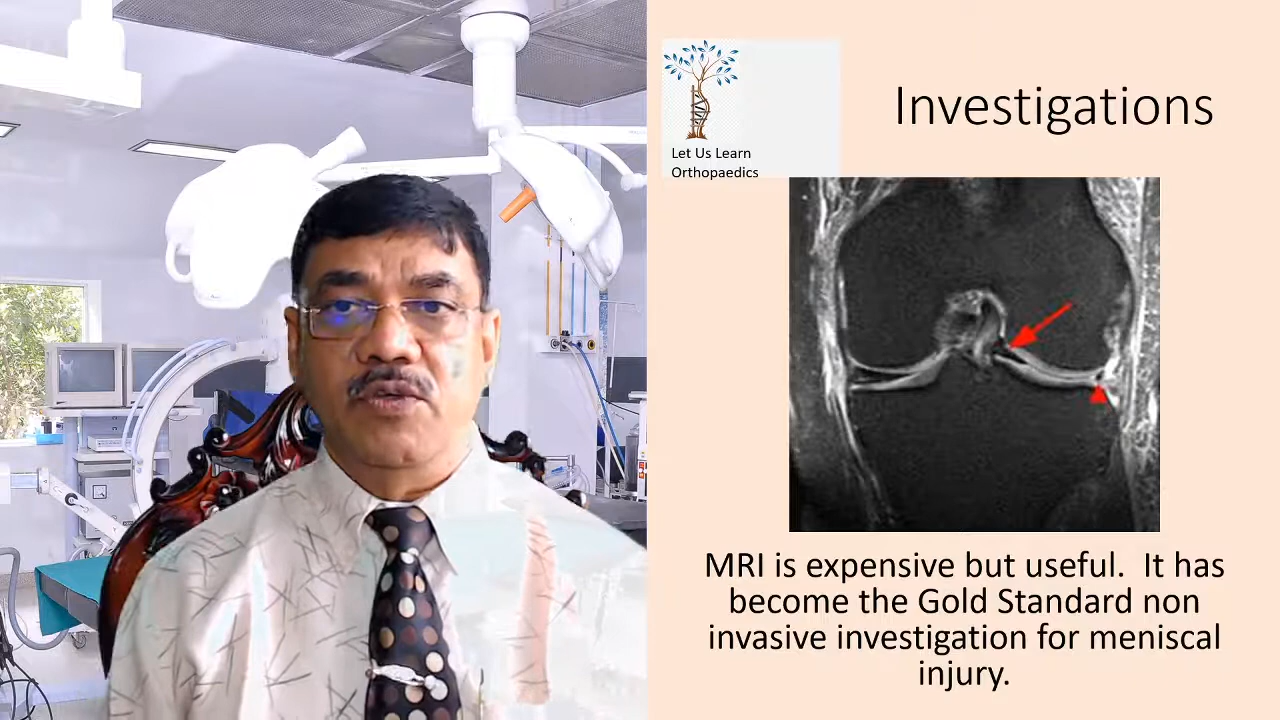 Let Us Learn
Orthopaedics
Investigations
MRI is expensive but useful.  It has
become the Gold Standard non
invasive investigation for meniscal
injury.